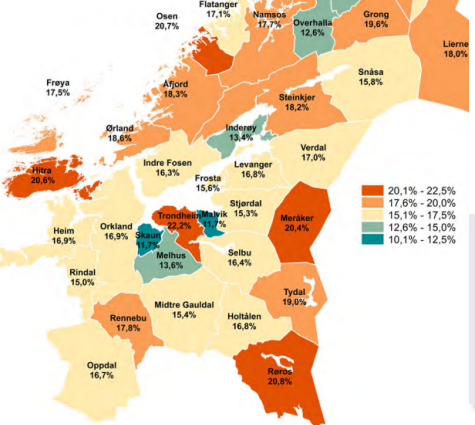 Flatanger
17,1%
Osen
20,7%
Namsos
17,7%
Overhalla
12,6%
Grong
19,6%
Lierne
18,0%
Snåsa
15,8%
Frøya
17,5%
Åfjord
18,3%
Steinkjer
18,2%
Ørland
18,6%
Inderøy
13,4%
Verdal
17,0%
Indre Fosen
16,3%
Levanger
16,8%
Hitra
20,6%
Frosta
15,6%
Stjørdal
15,3%
Trondheim
22,2%
Malvik
11,7%
Meråker
20,4%
Heim
16,9%
Orkland
16,9%
Skaun
11,7%
Melhus
13,6%
Selbu
16,4%
Rindal
15,0%
Tydal
19,0%
Midtre Gauldal
15,4%
Holtålen
16,8%
Rennebu
17,8%
Oppdal
16,7%
Røros
20,8%
20,1% - 22,5%
17,6% - 20,0%
15,1% - 17,5%
12,6% - 15,0%
10,1% - 12,5%